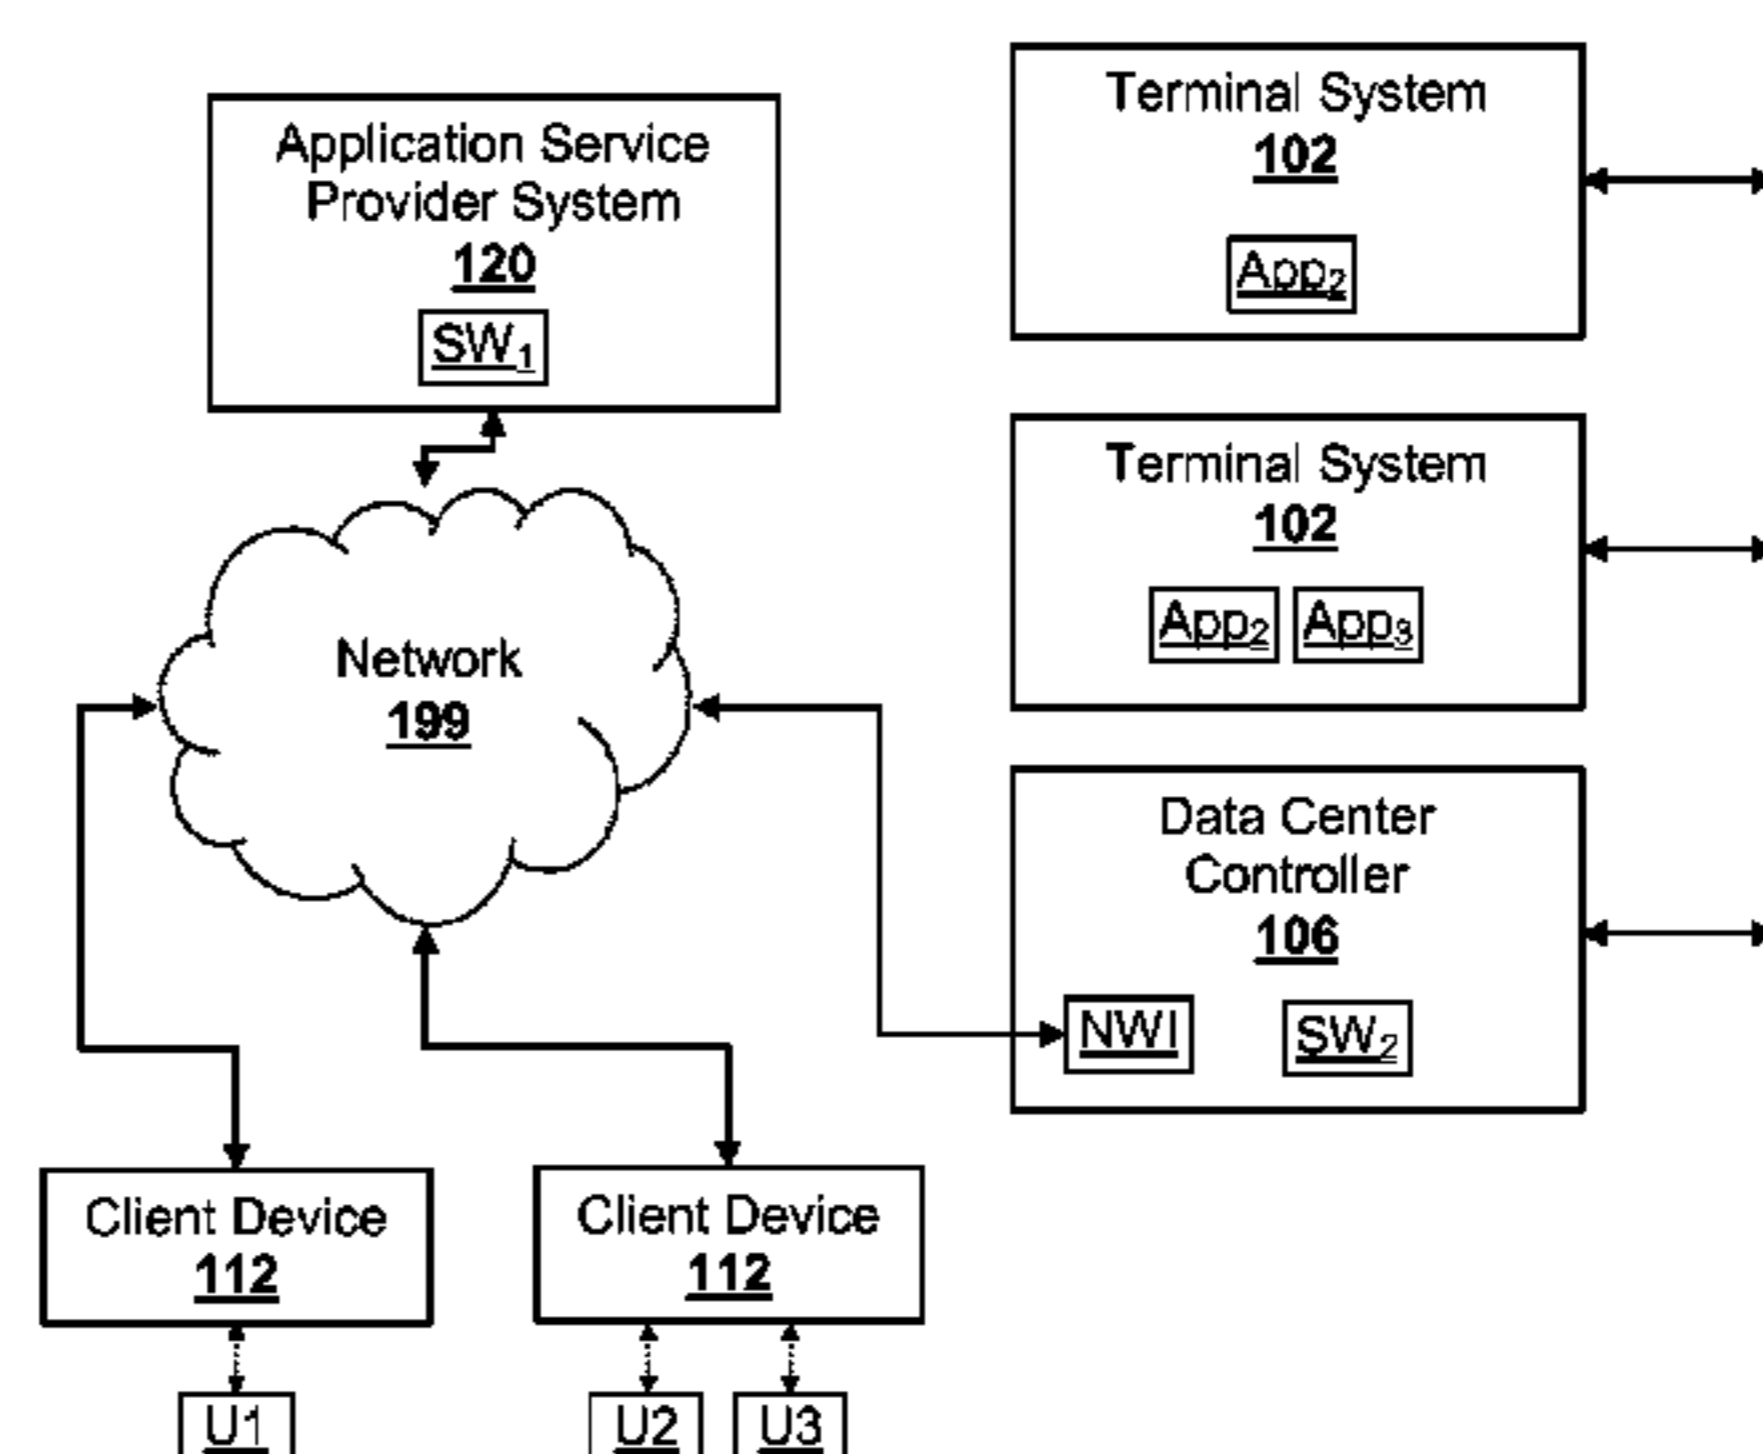 Application Service
Provider System
120
SW₁
Terminal System
102
App₂
Terminal System
102
App₂ App₃
Network
199
Data Center
Controller
106
NWI SW₂
Client Device
112
Client Device
112
U1
U2 U3